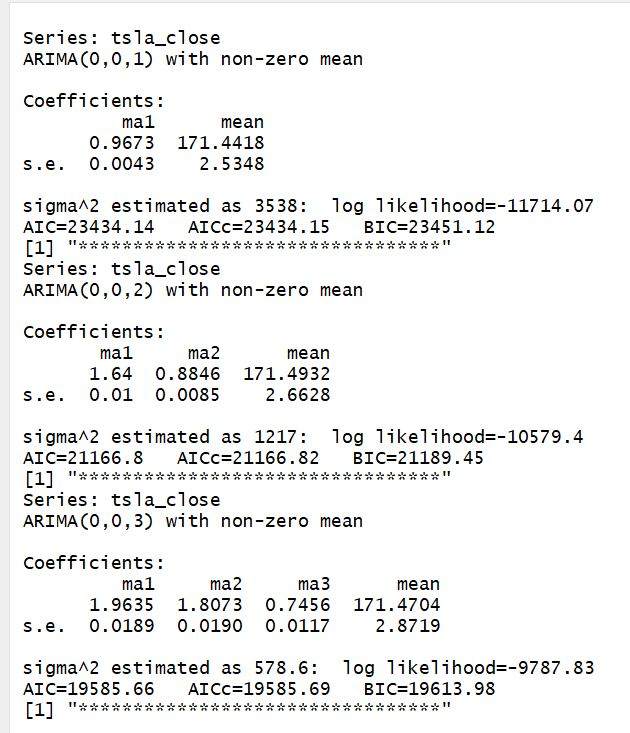 Series: tsla_close
ARIMA(0,0,1) with non-zero mean
Coefficients:
ma1 mean
0.9673 171.4418
s.e. 0.0043 2.5348
sigma^2 estimated as 3538: log likelihood=-11714.07
AIC=23434.14 AICc=23434.15 BIC=23451.12
[1] "*********************************"
Series: tsla_close
ARIMA(0,0,2) with non-zero mean
Coefficients:
ma1 ma2 mean
1.64 0.8846 171.4932
s.e. 0.01 0.0085 2.6628
sigma^2 estimated as 1217: log likelihood=-10579.4
AIC=21166.8 AICc=21166.82 BIC=21189.45
[1] "*********************************"
Series: tsla_close
ARIMA(0,0,3) with non-zero mean
Coefficients:
ma1 ma2 ma3 mean
1.9635 1.8073 0.7456 171.4704
s.e. 0.0189 0.0190 0.0117 2.8719
sigma^2 estimated as 578.6: log likelihood=-9787.83
AIC=19585.66 AICc=19585.69 BIC=19613.98
[1] "*********************************"